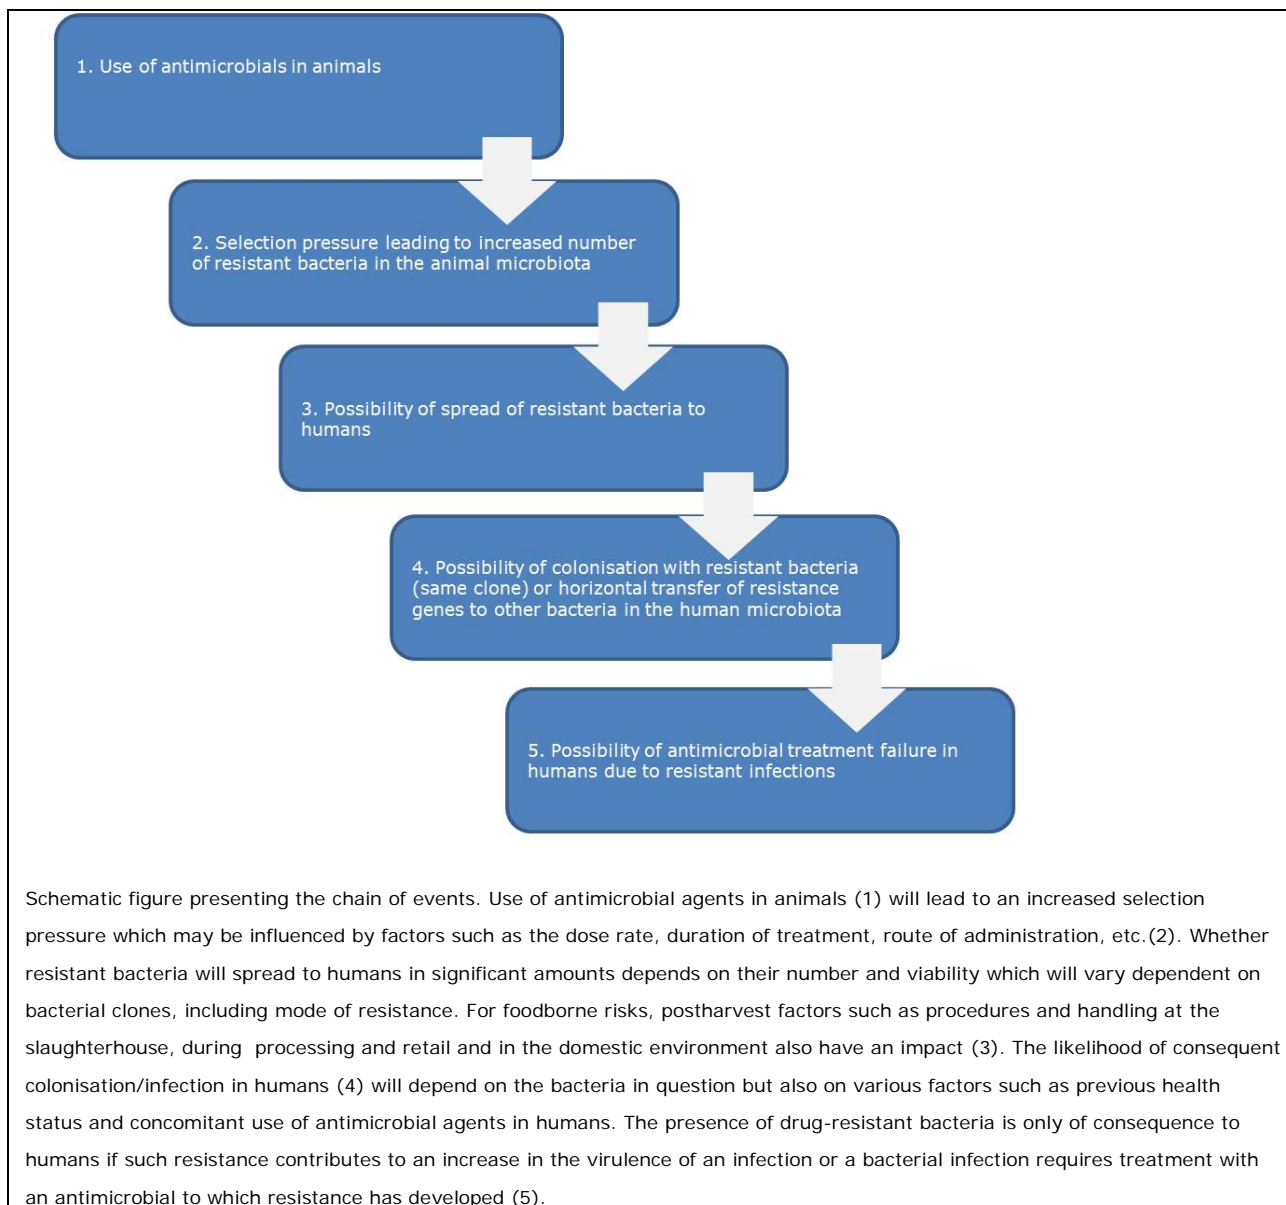 1. Use of antimicrobials in animals
2. Selection pressure leading to increased number
of resistant bacteria in the animal microbiota
3. Possibility of spread of resistant bacteria to
humans
4. Possibility of colonisation with resistant bacteria
(same clone) or horizontal transfer of resistance
genes to other bacteria in the human microbiota
5. Possibility of antimicrobial treatment failure in
humans due to resistant infections
Schematic figure presenting the chain of events. Use of antimicrobial agents in animals (1) will lead to an increased selection
pressure which may be influenced by factors such as the dose rate, duration of treatment, route of administration, etc.(2). Whether
resistant bacteria will spread to humans in significant amounts depends on their number and viability which will vary dependent on
bacterial clones, including mode of resistance. For foodborne risks, postharvest factors such as procedures and handling at the
slaughterhouse, during  processing and retail and in the domestic environment also have an impact (3). The likelihood of consequent
colonisation/infection in humans (4) will depend on the bacteria in question but also on various factors such as previous health
status and concomitant use of antimicrobial agents in humans. The presence of drug-resistant bacteria is only of consequence to
humans if such resistance contributes to an increase in the virulence of an infection or a bacterial infection requires treatment with
an antimicrobial to which resistance has developed (5).